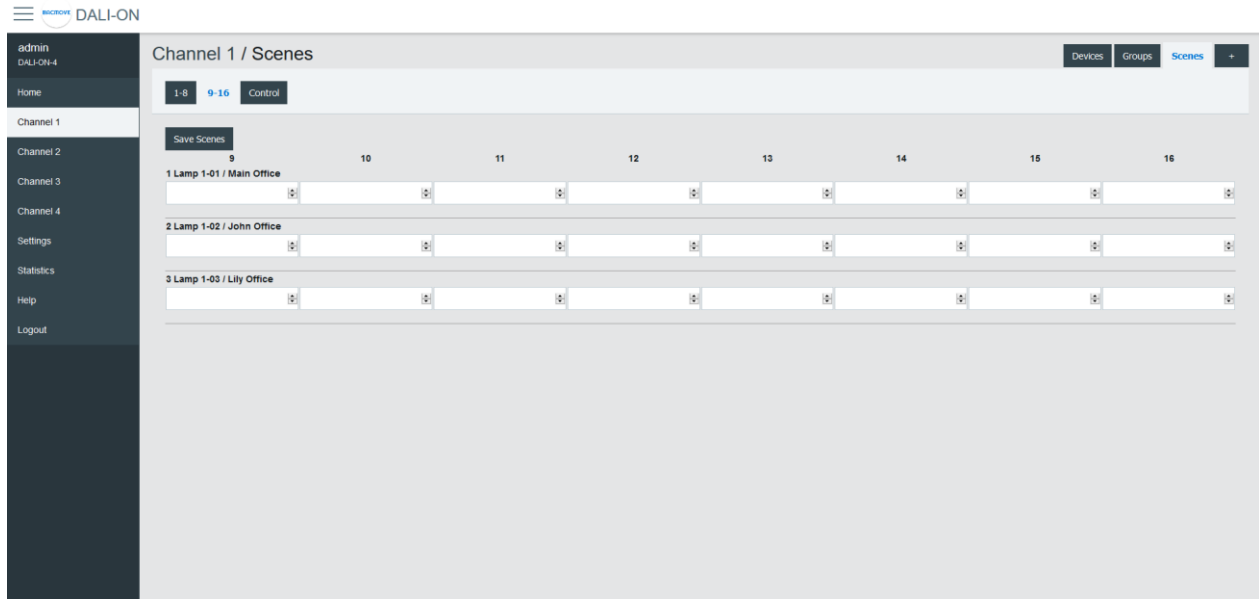 DALI-ON
admin
DALI-ON-4
Home
Channel 1
Channel 2
Channel 3
Channel 4
Settings
Statistics
Help
Logout
Channel 1 / Scenes
Devices Groups Scenes +
1-8 9-16 Control
Save Scenes
9 10 11 12 13 14 15 16
1 Lamp 1-01 / Main Office
2 Lamp 1-02 / John Office
3 Lamp 1-03 / Lily Office